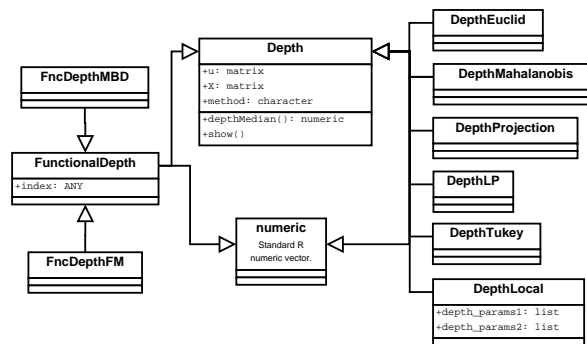 FncDepthMBD
FunctionalDepth
+index: ANY
FncDepthFM
Depth
+u: matrix
+X: matrix
+method: character
+depthMedian(): numeric
+show()
numeric
Standard R
numeric vector.
DepthEuclid
DepthMahalanobis
DepthProjection
DepthLP
DepthTukey
DepthLocal
+depth_params1: list
+depth_params2: list